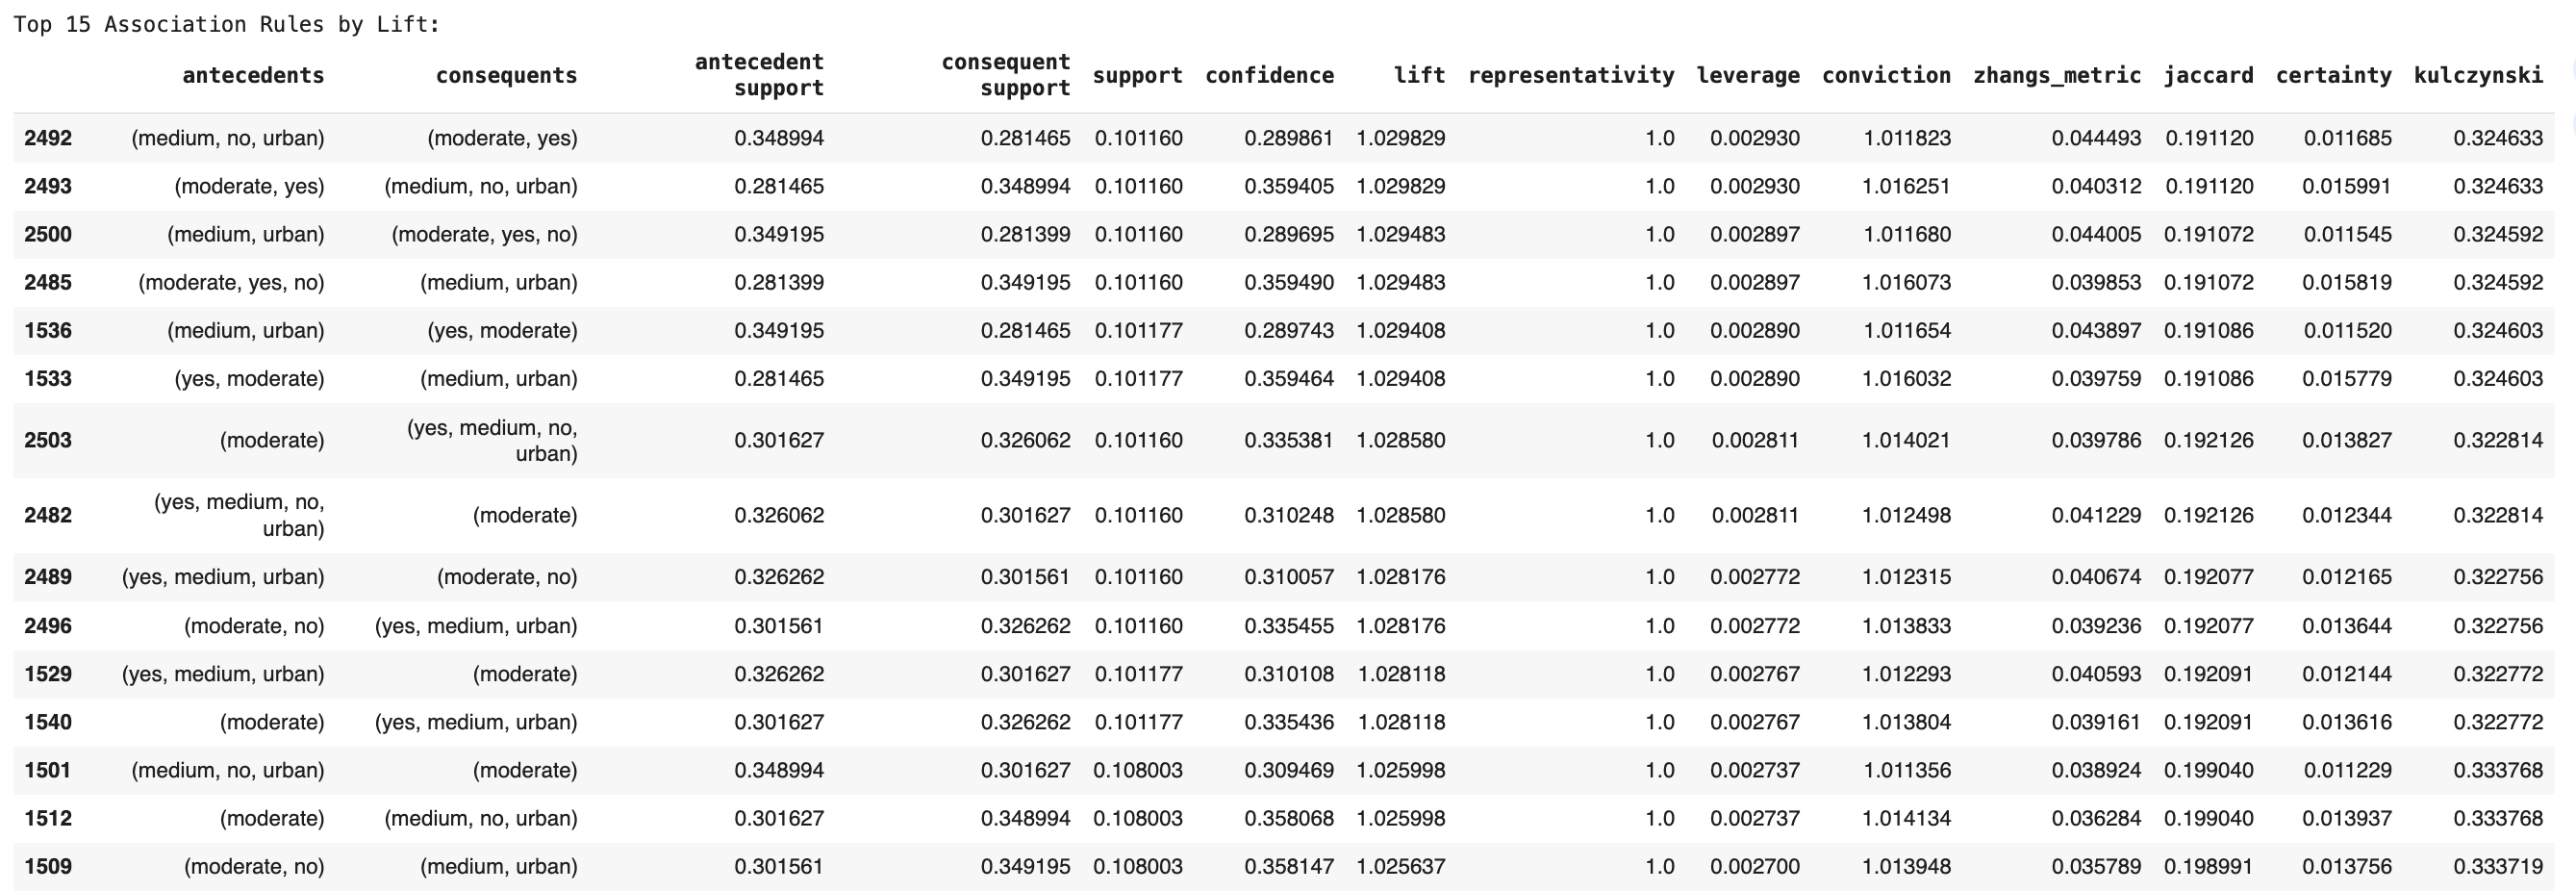 Top 15 Association Rules by Lift:
antecedents consequents antecedent support consequent support support confidence lift representativity leverage conviction zhangs_metric jaccard certainty kulczynski
2492 (medium, no, urban) (moderate, yes) 0.348994 0.281465 0.101160 0.289861 1.029829 1.0 0.002930 1.011823 0.044493 0.191120 0.011685 0.324633
2493 (moderate, yes) (medium, no, urban) 0.281465 0.348994 0.101160 0.359405 1.029829 1.0 0.002930 1.016251 0.040312 0.191120 0.015991 0.324633
2500 (medium, urban) (moderate, yes, no) 0.349195 0.281399 0.101160 0.289695 1.029483 1.0 0.002897 1.011680 0.044005 0.191072 0.011545 0.324592
2485 (moderate, yes, no) (medium, urban) 0.281399 0.349195 0.101160 0.359490 1.029483 1.0 0.002897 1.016073 0.039853 0.191072 0.015819 0.324592
1536 (medium, urban) (yes, moderate) 0.349195 0.281465 0.101177 0.289743 1.029408 1.0 0.002890 1.011654 0.043897 0.191086 0.011520 0.324603
1533 (yes, moderate) (medium, urban) 0.281465 0.349195 0.101177 0.359464 1.029408 1.0 0.002890 1.016032 0.039759 0.191086 0.015779 0.324603
2503 (moderate) (yes, medium, no, urban) 0.301627 0.326062 0.101160 0.335381 1.028580 1.0 0.002811 1.014021 0.039786 0.192126 0.013827 0.322814
2482 (yes, medium, no, urban) (moderate) 0.326062 0.301627 0.101160 0.310248 1.028580 1.0 0.002811 1.012498 0.041229 0.192126 0.012344 0.322814
2489 (yes, medium, urban) (moderate, no) 0.326262 0.301561 0.101160 0.310057 1.028176 1.0 0.002772 1.012315 0.040674 0.192077 0.012165 0.322756
2496 (moderate, no) (yes, medium, urban) 0.301561 0.326262 0.101160 0.335455 1.028176 1.0 0.002772 1.013833 0.039236 0.192077 0.013644 0.322756
1529 (yes, medium, urban) (moderate) 0.326262 0.301627 0.101177 0.310108 1.028118 1.0 0.002767 1.012293 0.040593 0.192091 0.012144 0.322772
1540 (moderate) (yes, medium, urban) 0.301627 0.326262 0.101177 0.335436 1.028118 1.0 0.002767 1.013804 0.039161 0.192091 0.013616 0.322772
1501 (medium, no, urban) (moderate) 0.348994 0.301627 0.108003 0.309469 1.025998 1.0 0.002737 1.011356 0.038924 0.199040 0.011229 0.333768
1512 (moderate) (medium, no, urban) 0.301627 0.348994 0.108003 0.358068 1.025998 1.0 0.002737 1.014134 0.036284 0.199040 0.013937 0.333768
1509 (moderate, no) (medium, urban) 0.301561 0.349195 0.108003 0.358147 1.025637 1.0 0.002700 1.013948 0.035789 0.198991 0.013756 0.333719